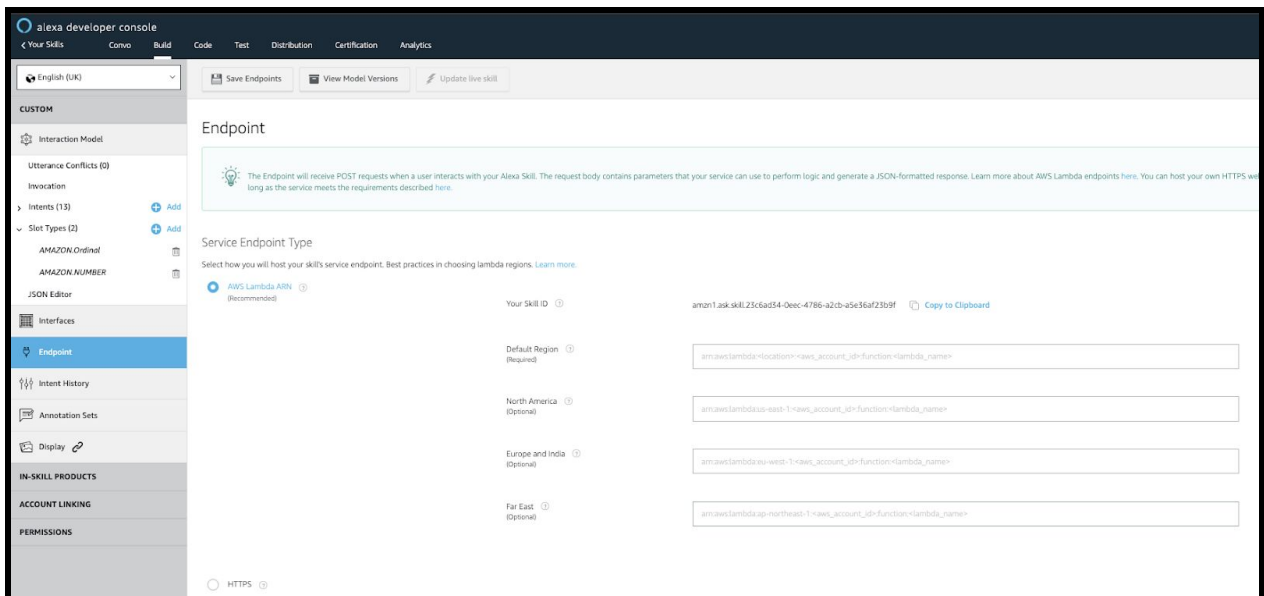 alexa developer console
< Your Skills Convo Build Code Test Distribution Certification Analytics
English (UK)
Save Endpoints View Model Versions Update live skill
CUSTOM
Interaction Model
Utterance Conflicts (0)
Invocation
Intents (13) Add
Slot Types (2) Add
AMAZON.Ordinal
AMAZON.NUMBER
JSON Editor
Interfaces
Endpoint
Intent History
Annotation Sets
Display
IN-SKILL PRODUCTS
ACCOUNT LINKING
PERMISSIONS
Endpoint
The Endpoint will receive POST requests when a user interacts with your Alexa Skill. The request body contains parameters that your service can use to perform logic and generate a JSON-formatted response. Learn more about AWS Lambda endpoints here. You can host your own HTTPS we
long as the service meets the requirements described here.
Service Endpoint Type
Select how you will host your skill's service endpoint. Best practices in choosing lambda regions. Learn more.
AWS Lambda ARN
(Recommended)
Your Skill ID amzn1.ask.skill.23c6ad34-0eec-4786-a2cb-a5e36af23b9f Copy to Clipboard
Default Region
(Required)
arn:aws:lambda:<location>:<aws_account_id>:function:<lambda_name>
North America
(Optional)
arn:aws:lambda:us-east-1:<aws_account_id>:function:<lambda_name>
Europe and India
(Optional)
arn:aws:lambda:eu-west-1:<aws_account_id>:function:<lambda_name>
Far East
(Optional)
arn:aws:lambda:ap-northeast-1:<aws_account_id>:function:<lambda_name>
HTTPS